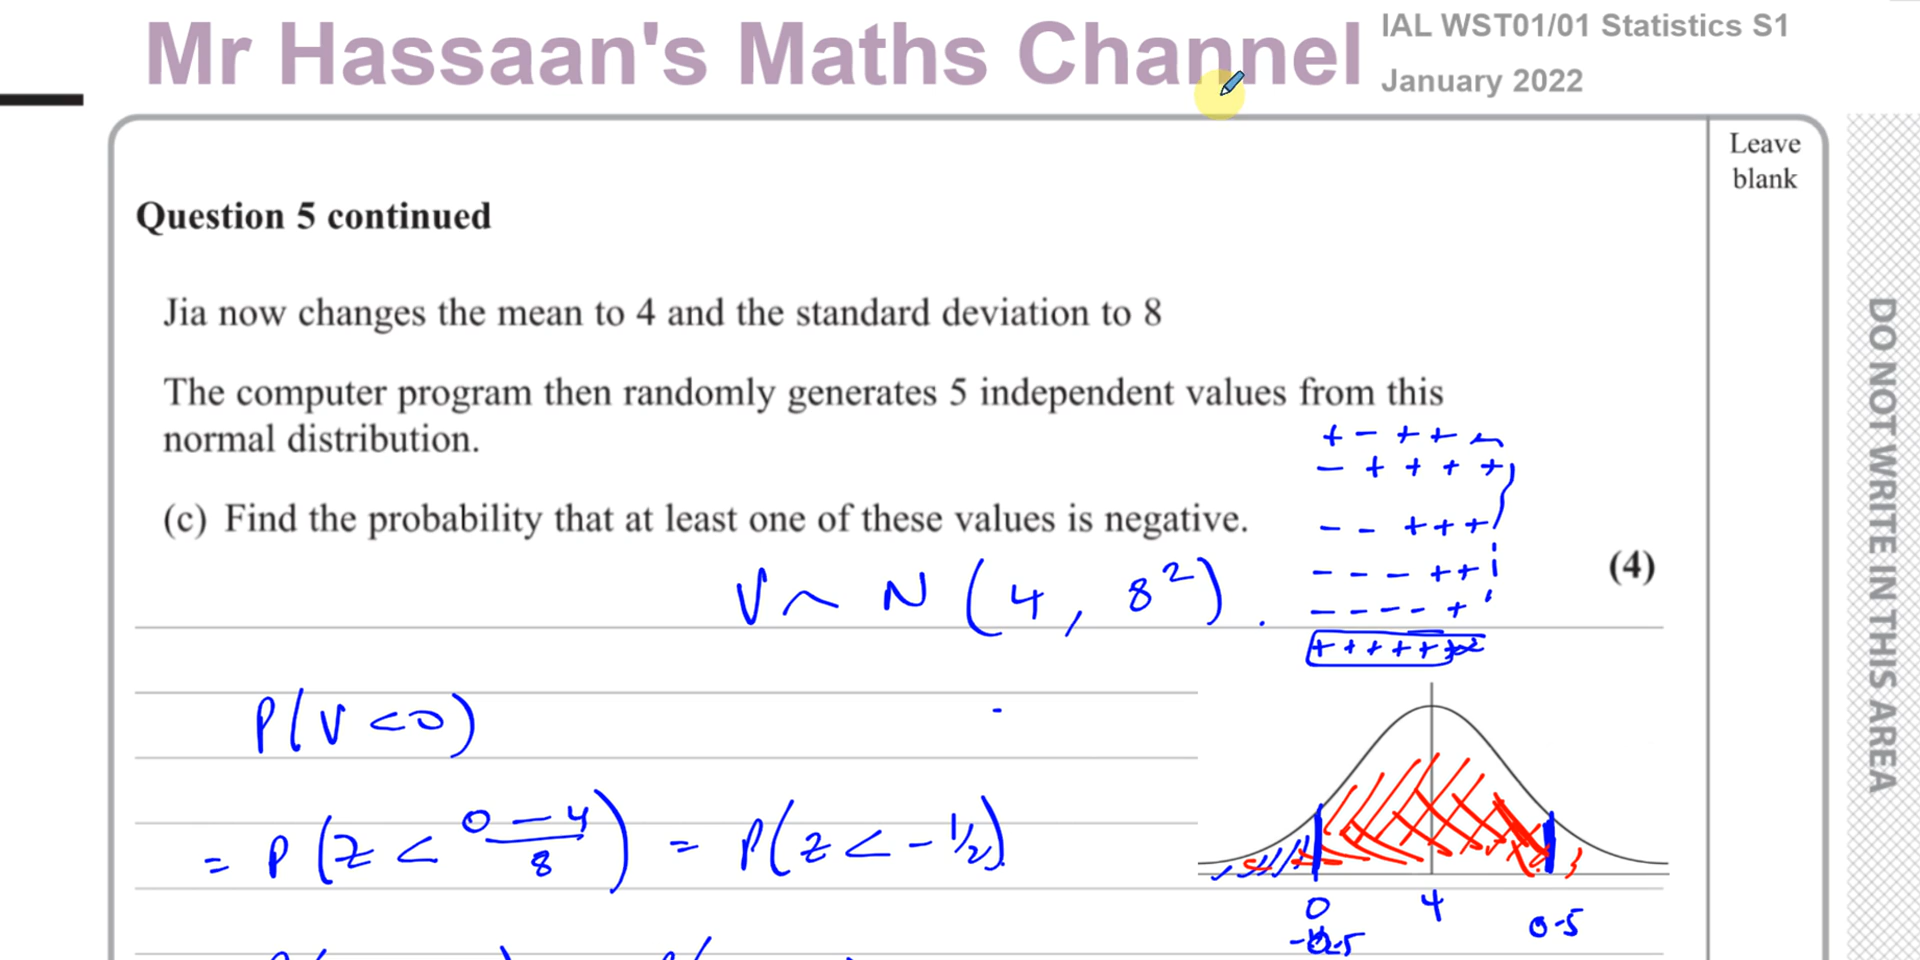 Mr Hassaan's Maths Channel
IAL WST01/01 Statistics S1
January 2022
Leave
blank
Question 5 continued
Jia now changes the mean to 4 and the standard deviation to 8
The computer program then randomly generates 5 independent values from this
normal distribution.
+ - + + -
- + + + +
(c) Find the probability that at least one of these values is negative.
- - + + +
(4)
- - - + +
- - - - +
V ~ N (4, 8²).
+ + + + +
P(V < 0)
= P(Z < (0 - 4)/8) = P(Z < -1/2)
0 4 0.5
DO NOT WRITE IN THIS AREA